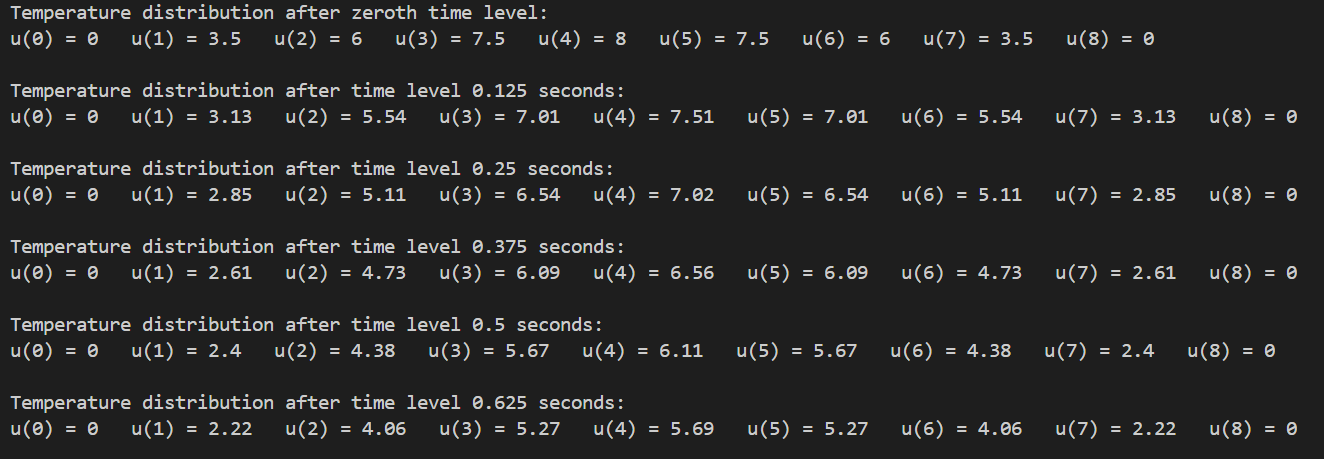 Temperature distribution after zeroth time level:
u(0) = 0   u(1) = 3.5   u(2) = 6   u(3) = 7.5   u(4) = 8   u(5) = 7.5   u(6) = 6   u(7) = 3.5   u(8) = 0
Temperature distribution after time level 0.125 seconds:
u(0) = 0   u(1) = 3.13   u(2) = 5.54   u(3) = 7.01   u(4) = 7.51   u(5) = 7.01   u(6) = 5.54   u(7) = 3.13   u(8) = 0
Temperature distribution after time level 0.25 seconds:
u(0) = 0   u(1) = 2.85   u(2) = 5.11   u(3) = 6.54   u(4) = 7.02   u(5) = 6.54   u(6) = 5.11   u(7) = 2.85   u(8) = 0
Temperature distribution after time level 0.375 seconds:
u(0) = 0   u(1) = 2.61   u(2) = 4.73   u(3) = 6.09   u(4) = 6.56   u(5) = 6.09   u(6) = 4.73   u(7) = 2.61   u(8) = 0
Temperature distribution after time level 0.5 seconds:
u(0) = 0   u(1) = 2.4   u(2) = 4.38   u(3) = 5.67   u(4) = 6.11   u(5) = 5.67   u(6) = 4.38   u(7) = 2.4   u(8) = 0
Temperature distribution after time level 0.625 seconds:
u(0) = 0   u(1) = 2.22   u(2) = 4.06   u(3) = 5.27   u(4) = 5.69   u(5) = 5.27   u(6) = 4.06   u(7) = 2.22   u(8) = 0